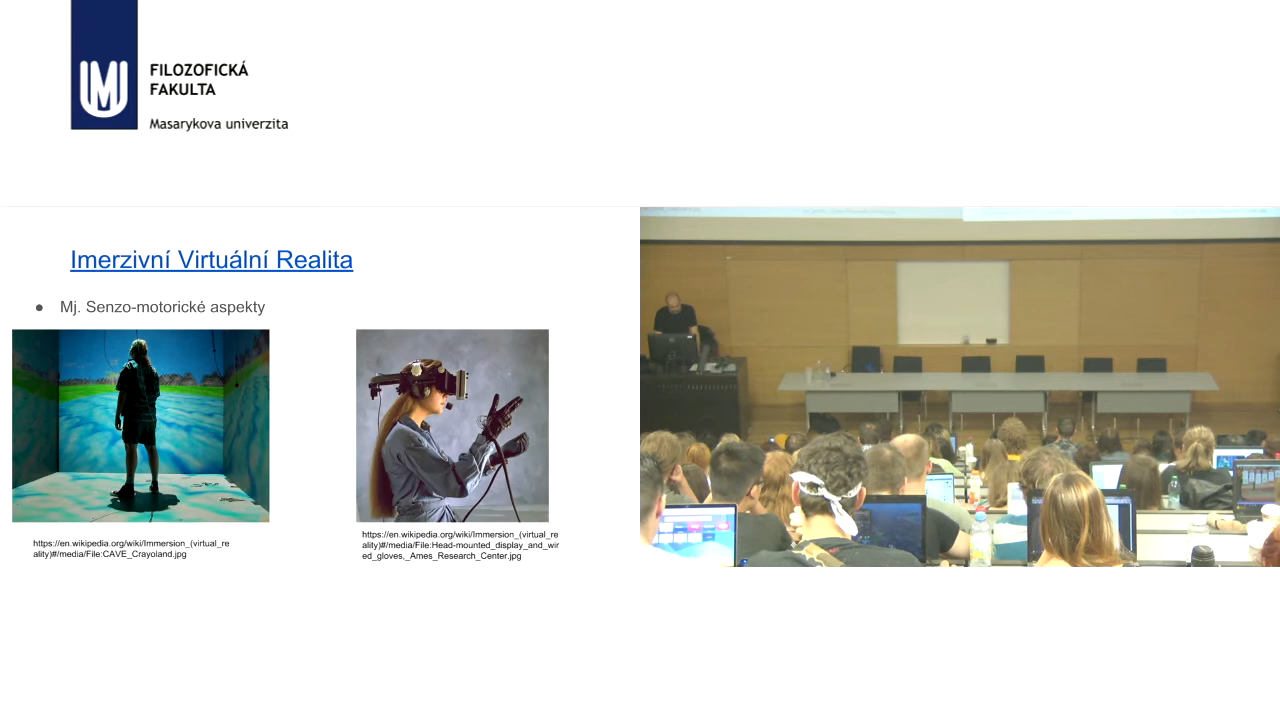 FILOZOFICKÁ
FAKULTA
Masarykova univerzita
Imerzivní Virtuální Realita
● Mj. Senzo-motorické aspekty
https://en.wikipedia.org/wiki/Immersion_(virtual_re
ality)#/media/File:CAVE_Crayoland.jpg
https://en.wikipedia.org/wiki/Immersion_(virtual_re
ality)#/media/File:Head-mounted_display_and_wir
ed_gloves,_Ames_Research_Center.jpg